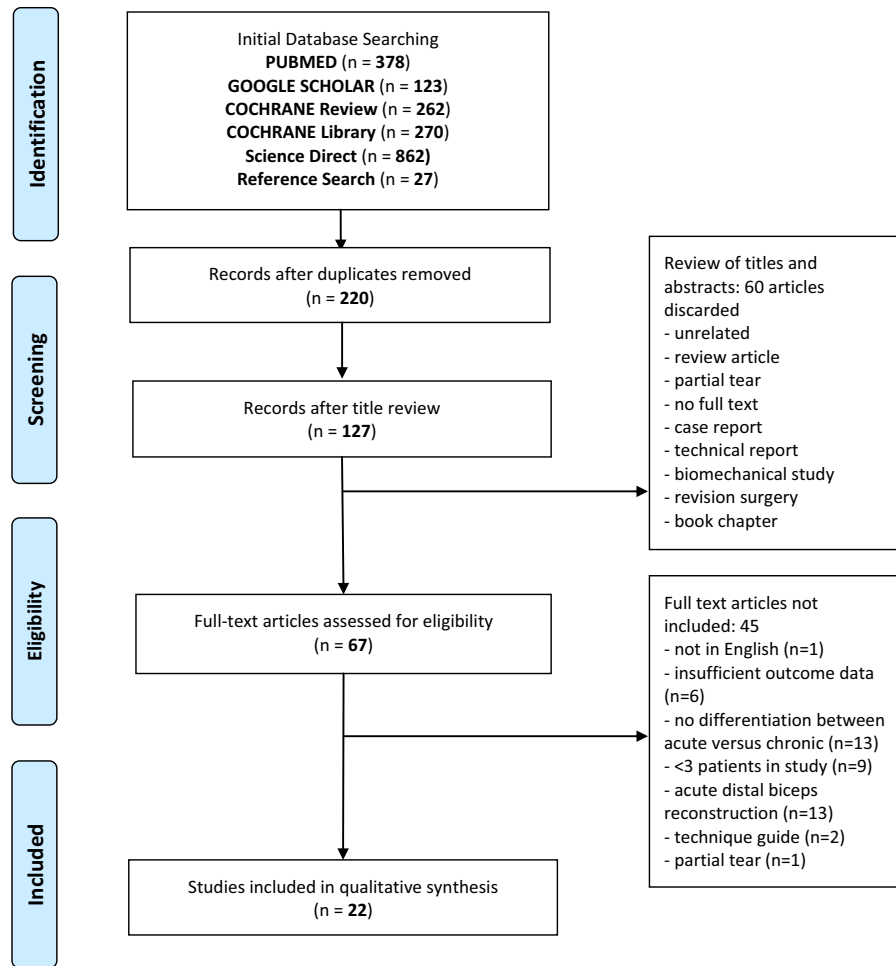 Identification
Initial Database Searching
PUBMED (n = 378)
GOOGLE SCHOLAR (n = 123)
COCHRANE Review (n = 262)
COCHRANE Library (n = 270)
Science Direct (n = 862)
Reference Search (n = 27)
Screening
Records after duplicates removed
(n = 220)
Records after title review
(n = 127)
Review of titles and
abstracts: 60 articles
discarded
- unrelated
- review article
- partial tear
- no full text
- case report
- technical report
- biomechanical study
- revision surgery
- book chapter
Eligibility
Full-text articles assessed for eligibility
(n = 67)
Full text articles not
included: 45
- not in English (n=1)
- insufficient outcome data
(n=6)
- no differentiation between
acute versus chronic (n=13)
- <3 patients in study (n=9)
- acute distal biceps
reconstruction (n=13)
- technique guide (n=2)
- partial tear (n=1)
Included
Studies included in qualitative synthesis
(n = 22)